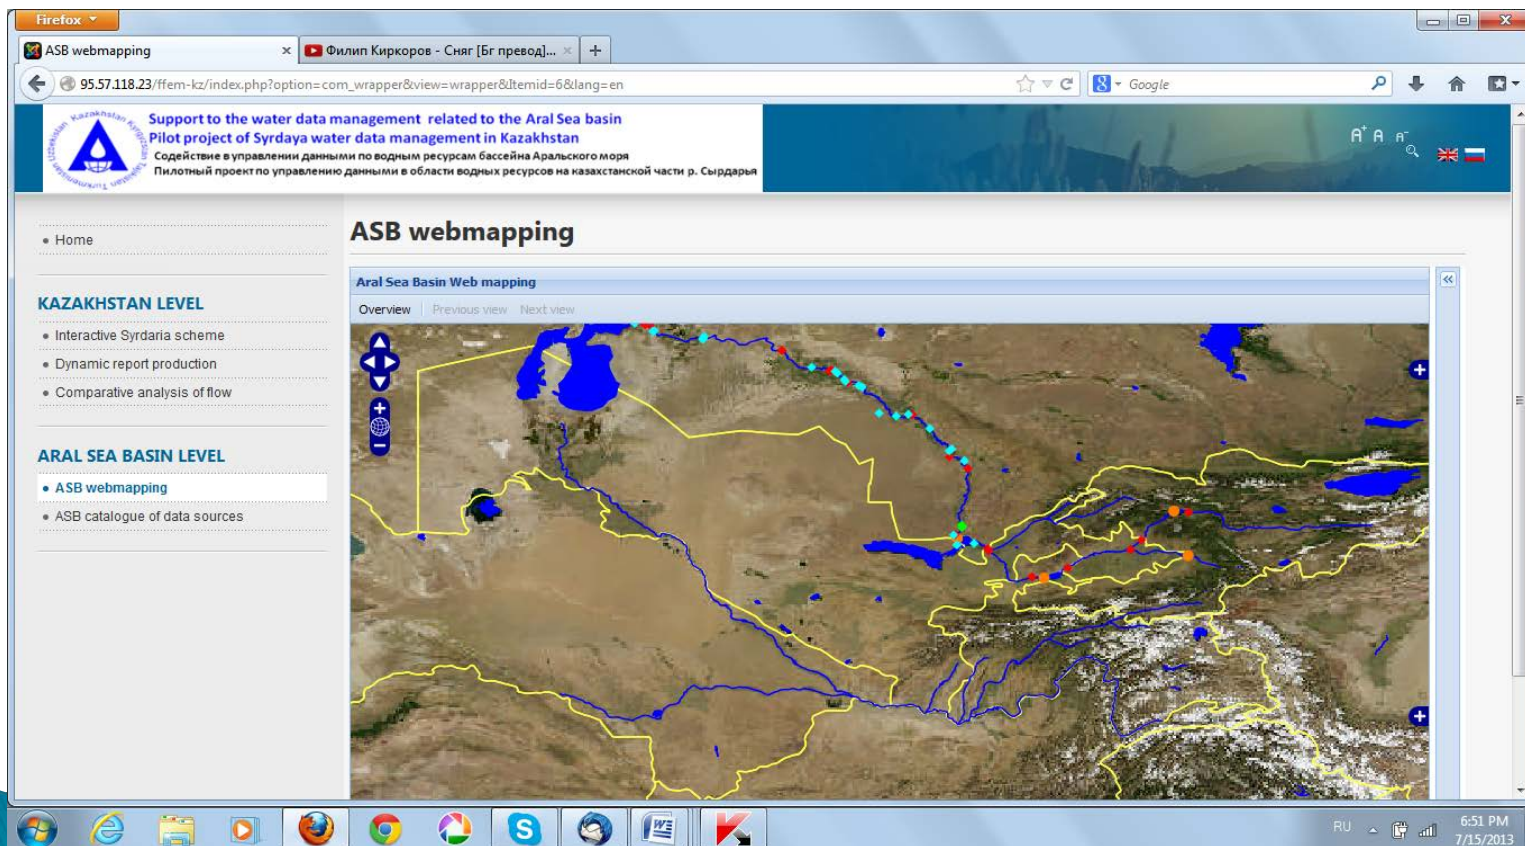 Firefox
ASB webmapping
Филип Киркоров - Сняг [Бг превод]...
95.57.118.23/ffem-kz/index.php?option=com_wrapper&view=wrapper&Itemid=6&lang=en
Google
Kazakhstan Kyrgyzstan Tajikistan Turkmenistan Uzbekistan
Support to the water data management related to the Aral Sea basin
Pilot project of Syrdaya water data management in Kazakhstan
Содействие в управлении данными по водным ресурсам бассейна Аральского моря
Пилотный проект по управлению данными в области водных ресурсов на казахстанской части р. Сырдарья
A+ A A-
Home
KAZAKHSTAN LEVEL
Interactive Syrdaria scheme
Dynamic report production
Comparative analysis of flow
ARAL SEA BASIN LEVEL
ASB webmapping
ASB catalogue of data sources
ASB webmapping
Aral Sea Basin Web mapping
Overview Previous view Next view
RU
6:51 PM
7/15/2013